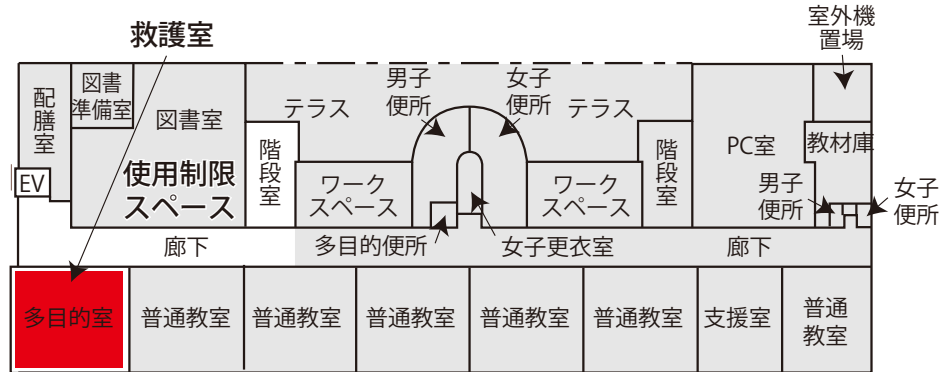 救護室
室外機
置場
図書
準備室
男子
便所
女子
便所
配
膳
室
図書室
テラス
テラス
階
段
室
PC室
教材庫
使用制限
スペース
ワーク
スペース
ワーク
スペース
階
段
室
EV
男子
便所
女子
便所
廊下
多目的便所
女子更衣室
廊下
多目的室
普通教室
普通教室
普通教室
普通教室
普通教室
支援室
普通
教室